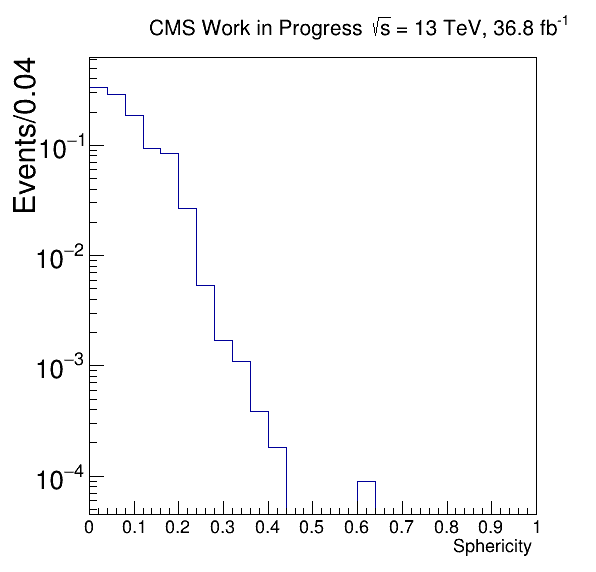 CMS Work in Progress √s = 13 TeV, 36.8 fb⁻¹
Events/0.04
10⁻¹
10⁻²
10⁻³
10⁻⁴
0 0.1 0.2 0.3 0.4 0.5 0.6 0.7 0.8 0.9 1
Sphericity